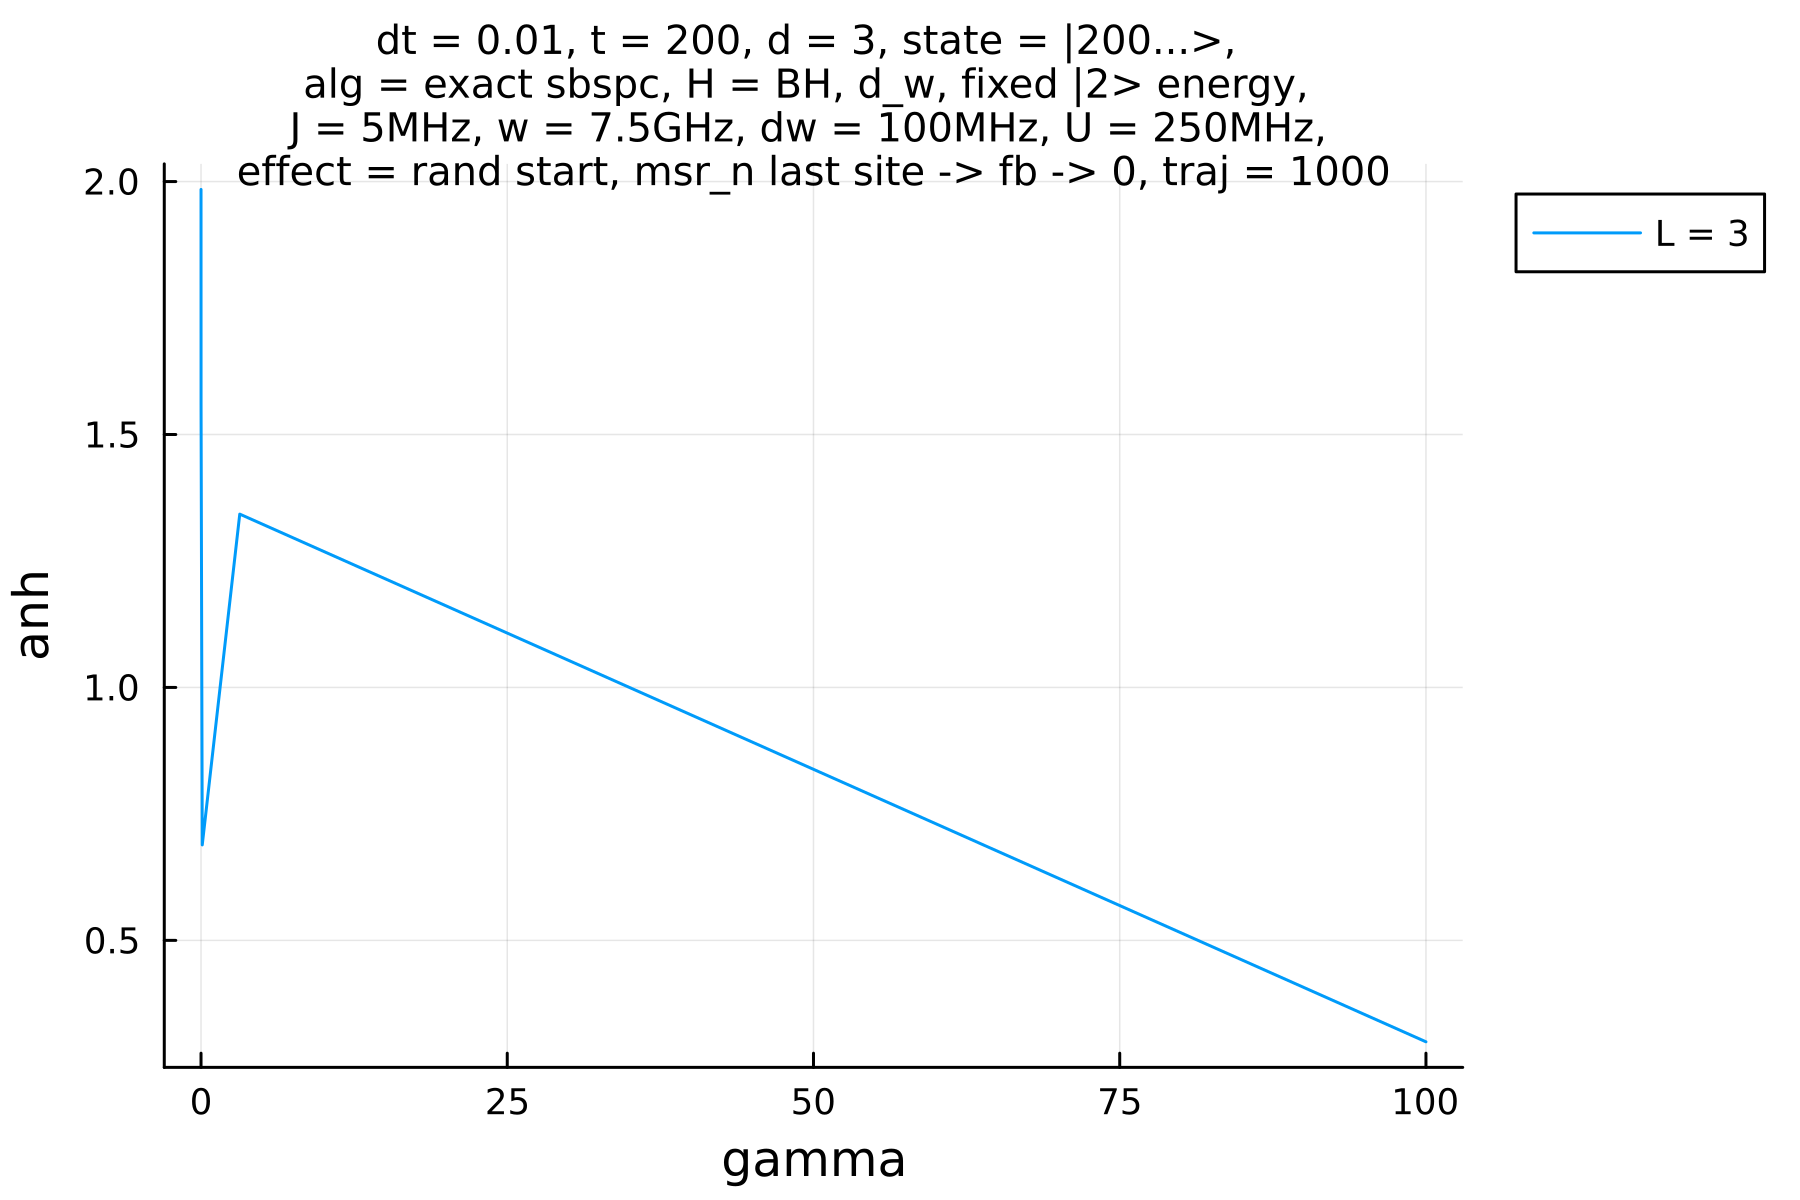 dt = 0.01, t = 200, d = 3, state = |200...>,
alg = exact sbspc, H = BH, d_w, fixed |2> energy,
J = 5MHz, w = 7.5GHz, dw = 100MHz, U = 250MHz,
effect = rand start, msr_n last site -> fb -> 0, traj = 1000
L = 3
2.0
1.5
1.0
0.5
anh
0 25 50 75 100
gamma